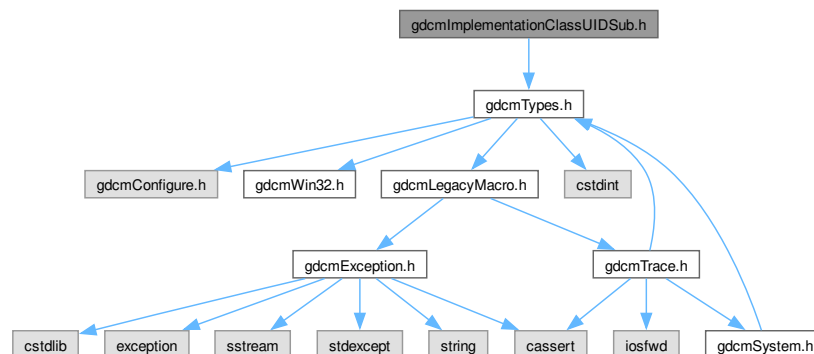 gdcmImplementationClassUIDSub.h
gdcmTypes.h
gdcmConfigure.h
gdcmWin32.h
gdcmLegacyMacro.h
cstdint
gdcmException.h
gdcmTrace.h
cstdlib
exception
sstream
stdexcept
string
cassert
iosfwd
gdcmSystem.h